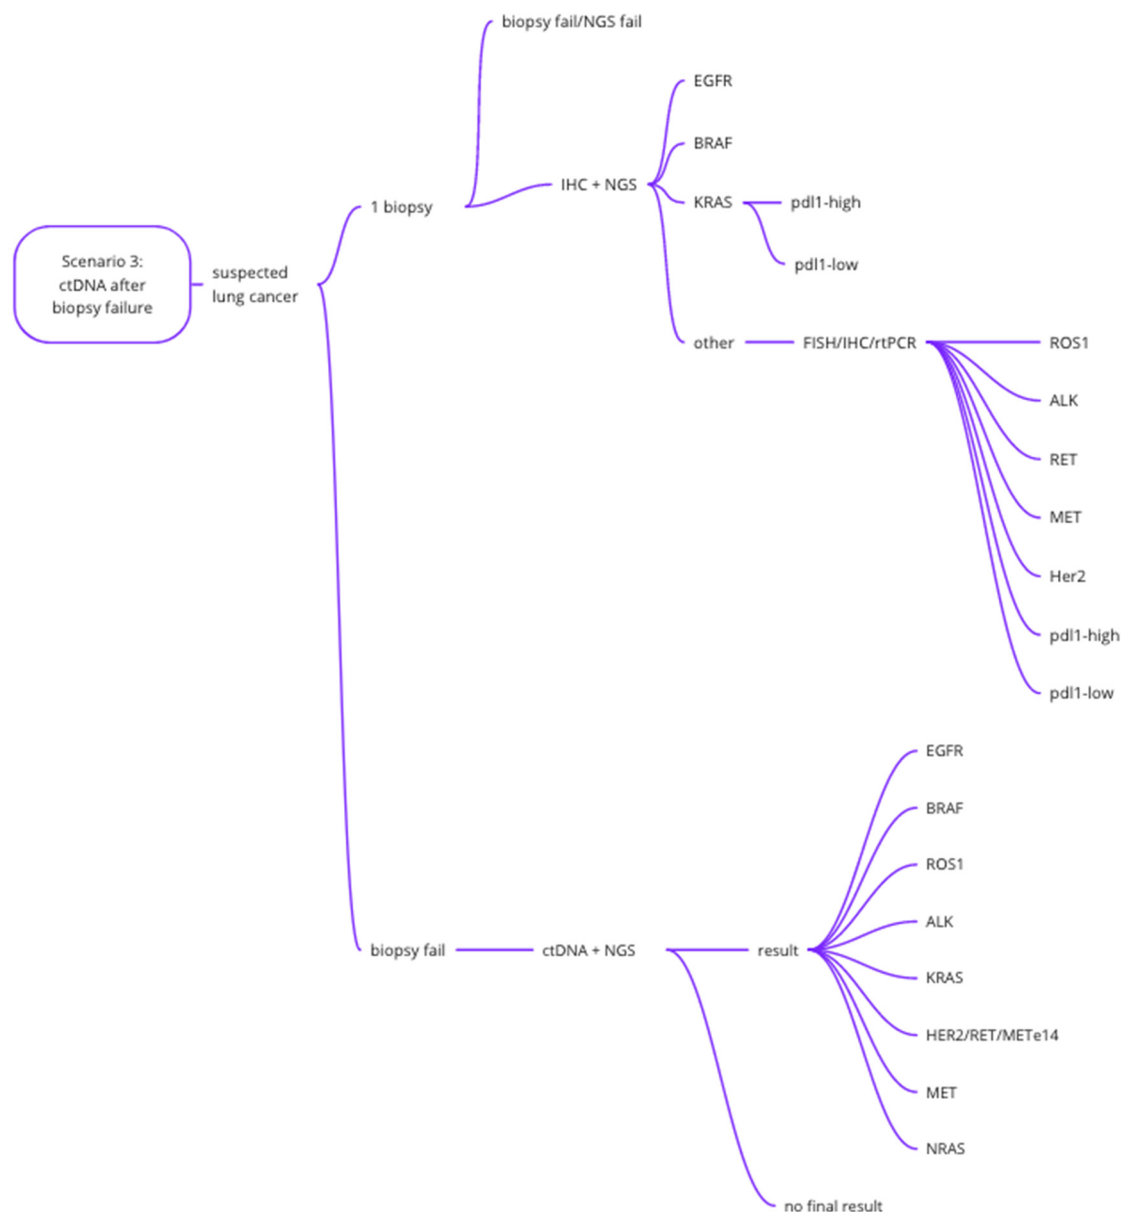 biopsy fail/NGS fail
EGFR
BRAF
IHC + NGS
1 biopsy
KRAS
pdl1-high
Scenario 3:
ctDNA after
biopsy failure
suspected
lung cancer
pdl1-low
other
FISH/IHC/rtPCR
ROS1
ALK
RET
MET
Her2
pdl1-high
pdl1-low
EGFR
BRAF
ROS1
ALK
biopsy fail
ctDNA + NGS
result
KRAS
HER2/RET/METe14
MET
NRAS
no final result